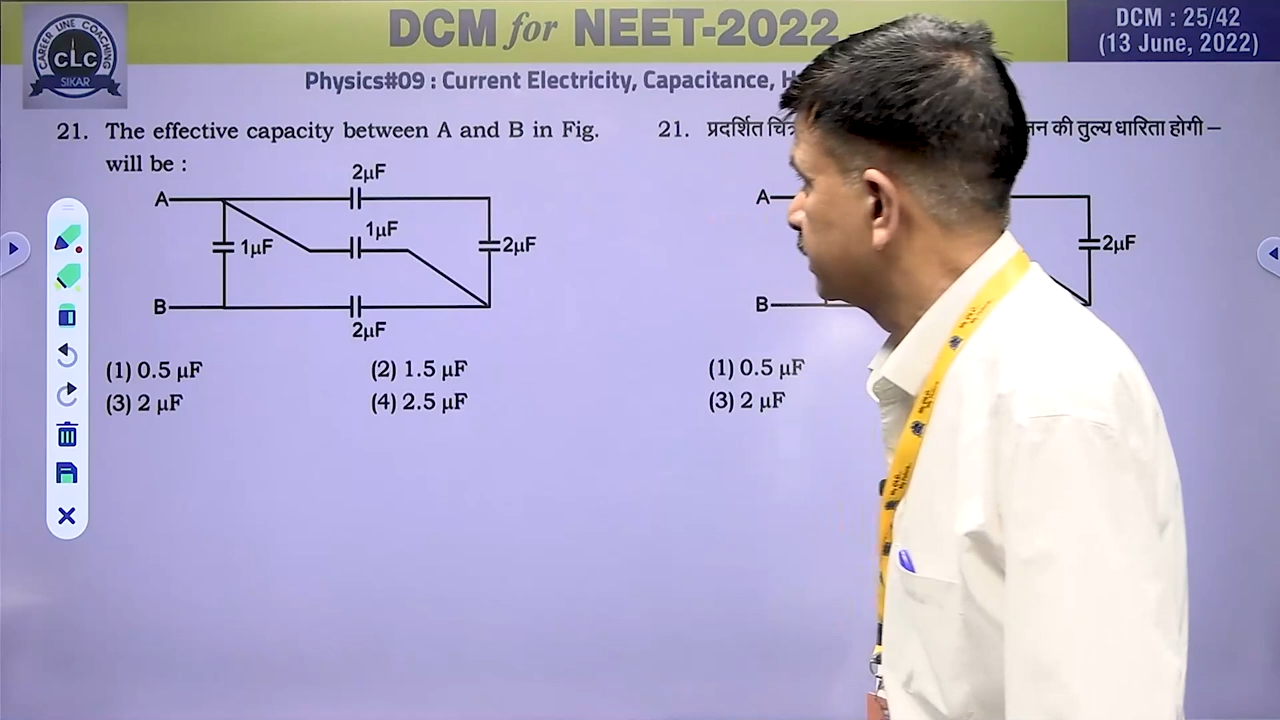 DCM for NEET-2022
DCM : 25/42
(13 June, 2022)
CAREER LINE COACHING
CLC
SIKAR
Physics#09 : Current Electricity, Capacitance,
21. The effective capacity between A and B in Fig.
will be :
2μF
A
1μF
1μF
2μF
B
2μF
(1) 0.5 μF
(2) 1.5 μF
(3) 2 μF
(4) 2.5 μF
21. प्रदर्शित की तुल्य धारिता होगी –
A
2μF
B
(1) 0.5 μF
(3) 2 μF